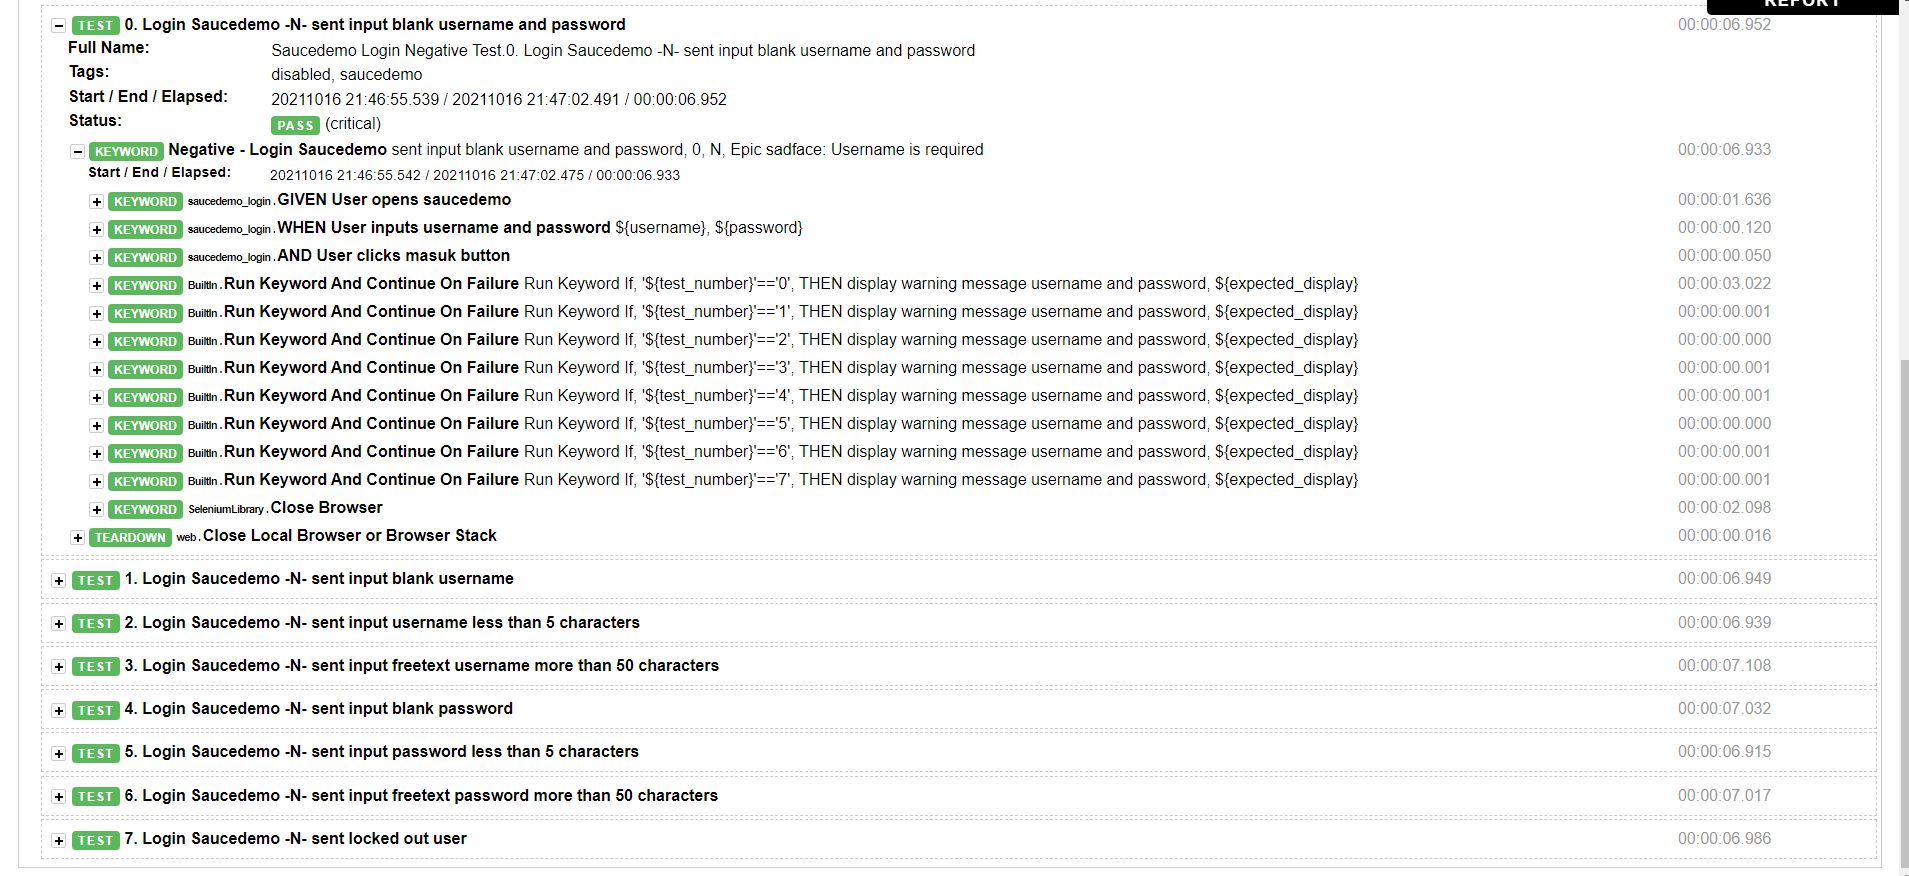 REPORT
TEST 0. Login Saucedemo -N- sent input blank username and password 00:00:06.952
Full Name: Saucedemo Login Negative Test.0. Login Saucedemo -N- sent input blank username and password
Tags: disabled, saucedemo
Start / End / Elapsed: 20211016 21:46:55.539 / 20211016 21:47:02.491 / 00:00:06.952
Status: PASS (critical)
KEYWORD Negative - Login Saucedemo sent input blank username and password, 0, N, Epic sadface: Username is required 00:00:06.933
Start / End / Elapsed: 20211016 21:46:55.542 / 20211016 21:47:02.475 / 00:00:06.933
KEYWORD saucedemo_login.GIVEN User opens saucedemo 00:00:01.636
KEYWORD saucedemo_login.WHEN User inputs username and password ${username}, ${password} 00:00:00.120
KEYWORD saucedemo_login.AND User clicks masuk button 00:00:00.050
KEYWORD BuiltIn.Run Keyword And Continue On Failure Run Keyword If, '${test_number}'=='0', THEN display warning message username and password, ${expected_display} 00:00:03.022
KEYWORD BuiltIn.Run Keyword And Continue On Failure Run Keyword If, '${test_number}'=='1', THEN display warning message username and password, ${expected_display} 00:00:00.001
KEYWORD BuiltIn.Run Keyword And Continue On Failure Run Keyword If, '${test_number}'=='2', THEN display warning message username and password, ${expected_display} 00:00:00.000
KEYWORD BuiltIn.Run Keyword And Continue On Failure Run Keyword If, '${test_number}'=='3', THEN display warning message username and password, ${expected_display} 00:00:00.001
KEYWORD BuiltIn.Run Keyword And Continue On Failure Run Keyword If, '${test_number}'=='4', THEN display warning message username and password, ${expected_display} 00:00:00.001
KEYWORD BuiltIn.Run Keyword And Continue On Failure Run Keyword If, '${test_number}'=='5', THEN display warning message username and password, ${expected_display} 00:00:00.000
KEYWORD BuiltIn.Run Keyword And Continue On Failure Run Keyword If, '${test_number}'=='6', THEN display warning message username and password, ${expected_display} 00:00:00.001
KEYWORD BuiltIn.Run Keyword And Continue On Failure Run Keyword If, '${test_number}'=='7', THEN display warning message username and password, ${expected_display} 00:00:00.001
KEYWORD SeleniumLibrary.Close Browser 00:00:02.098
TEARDOWN web.Close Local Browser or Browser Stack 00:00:00.016
TEST 1. Login Saucedemo -N- sent input blank username 00:00:06.949
TEST 2. Login Saucedemo -N- sent input username less than 5 characters 00:00:06.939
TEST 3. Login Saucedemo -N- sent input freetext username more than 50 characters 00:00:07.108
TEST 4. Login Saucedemo -N- sent input blank password 00:00:07.032
TEST 5. Login Saucedemo -N- sent input password less than 5 characters 00:00:06.915
TEST 6. Login Saucedemo -N- sent input freetext password more than 50 characters 00:00:07.017
TEST 7. Login Saucedemo -N- sent locked out user 00:00:06.986